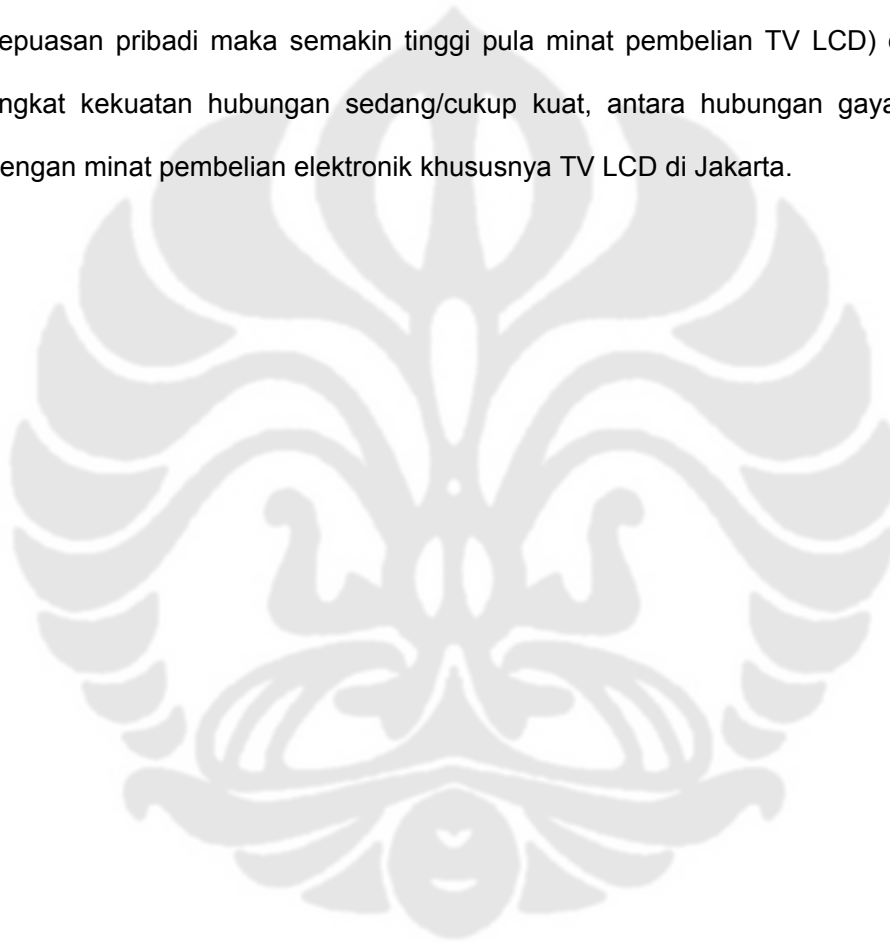 epuasan pribadi maka semakin tinggi pula minat pembelian TV LCD)
ngkat kekuatan hubungan sedang/cukup kuat, antara hubungan gaya
engan minat pembelian elektronik khususnya TV LCD di Jakarta.